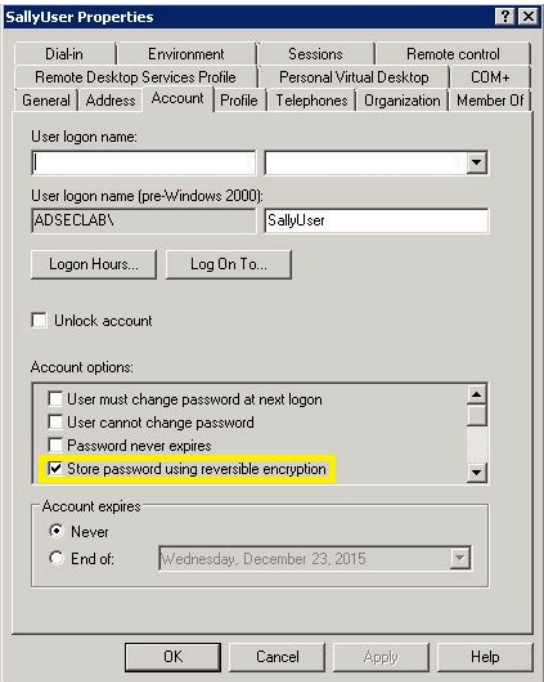 SallyUser Properties
Dial-in Environment Sessions Remote control
Remote Desktop Services Profile Personal Virtual Desktop COM+
General Address Account Profile Telephones Organization Member Of
User logon name:
User logon name (pre-Windows 2000):
ADSECLAB\ SallyUser
Logon Hours... Log On To...
Unlock account
Account options:
User must change password at next logon
User cannot change password
Password never expires
Store password using reversible encryption
Account expires
Never
End of: Wednesday, December 23, 2015
OK Cancel Apply Help